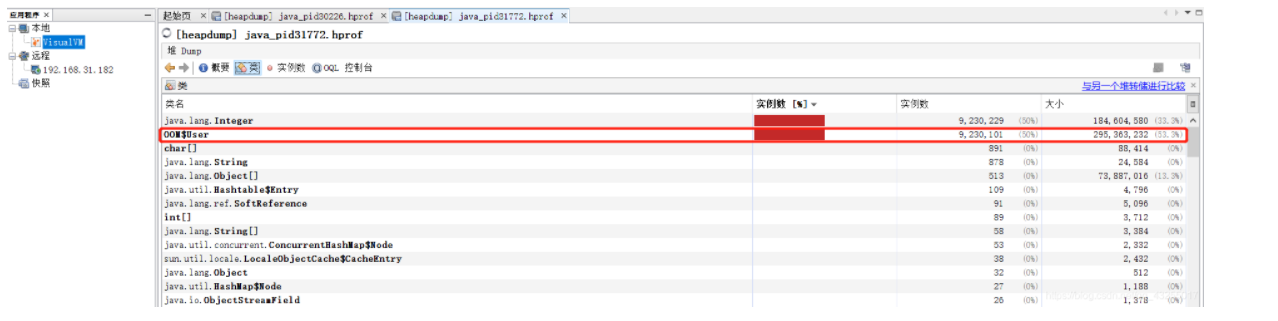 应用程序 ×
本地
VisualVM
远程
192.168.31.182
快照
起始页 × [heapdump] java_pid30226.hprof × [heapdump] java_pid31772.hprof ×
[heapdump] java_pid31772.hprof
堆 Dump
概要 类 实例数 OQL 控制台
类 与另一个堆转储进行比较 ×
类名 实例数 [%] 实例数 大小
java.lang.Integer 9,230,229 (50%) 184,604,580 (33.3%)
OOM$User 9,230,101 (50%) 295,363,232 (53.3%)
char[] 891 (0%) 88,414 (0%)
java.lang.String 878 (0%) 24,584 (0%)
java.lang.Object[] 513 (0%) 73,887,016 (13.3%)
java.util.Hashtable$Entry 109 (0%) 4,796 (0%)
java.lang.ref.SoftReference 91 (0%) 5,096 (0%)
int[] 89 (0%) 3,712 (0%)
java.lang.String[] 58 (0%) 3,384 (0%)
java.util.concurrent.ConcurrentHashMap$Node 53 (0%) 2,332 (0%)
sun.util.locale.LocaleObjectCache$CacheEntry 38 (0%) 2,432 (0%)
java.lang.Object 32 (0%) 512 (0%)
java.util.HashMap$Node 27 (0%) 1,188 (0%)
java.io.ObjectStreamField 26 (0%) 1,378 (0%)